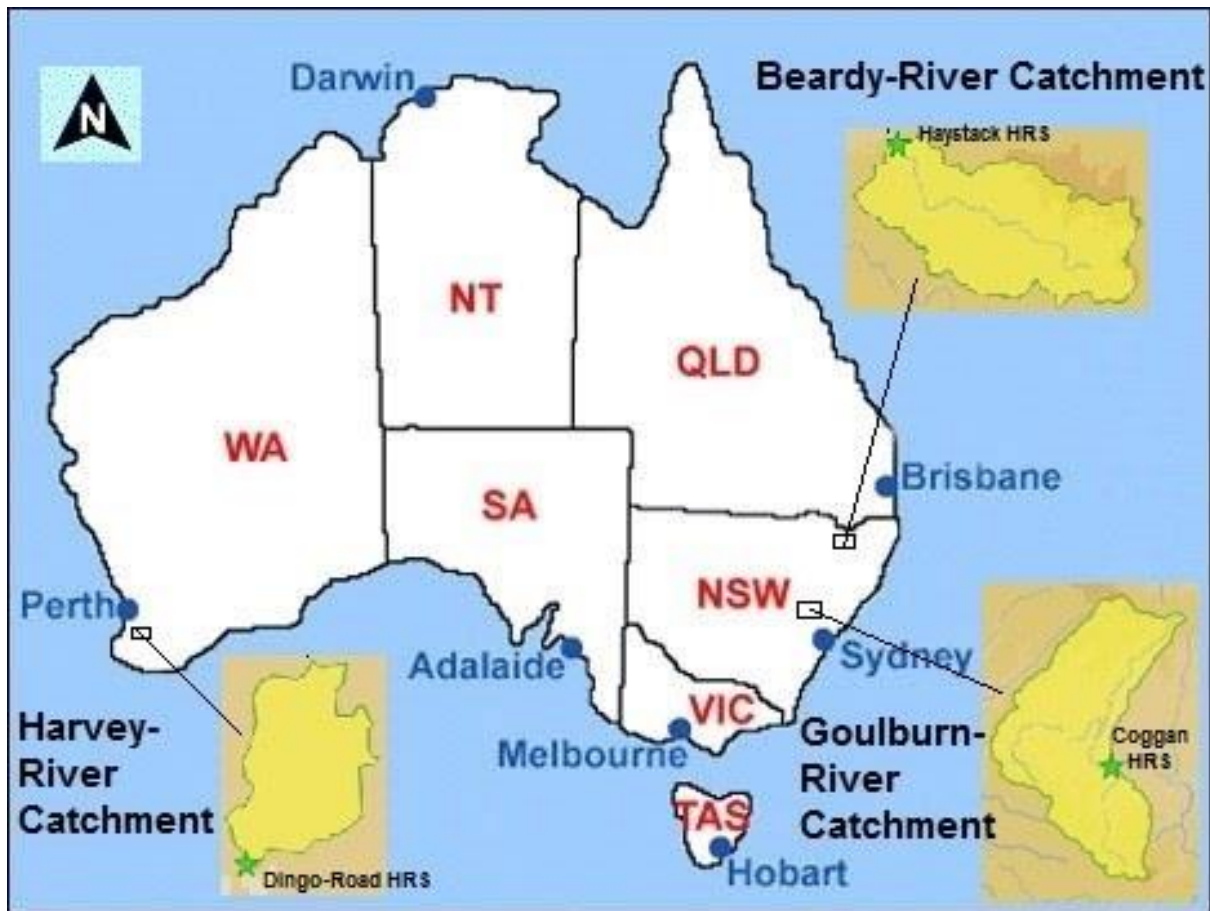 Darwin
Beardy-River Catchment
N
Haystack HRS
NT
QLD
WA
SA
Brisbane
NSW
Perth
Adalaide
Sydney
VIC
Harvey-
River
Catchment
Melbourne
Goulburn-
River
Catchment
Coggan
HRS
TAS
Hobart
Dingo-Road HRS